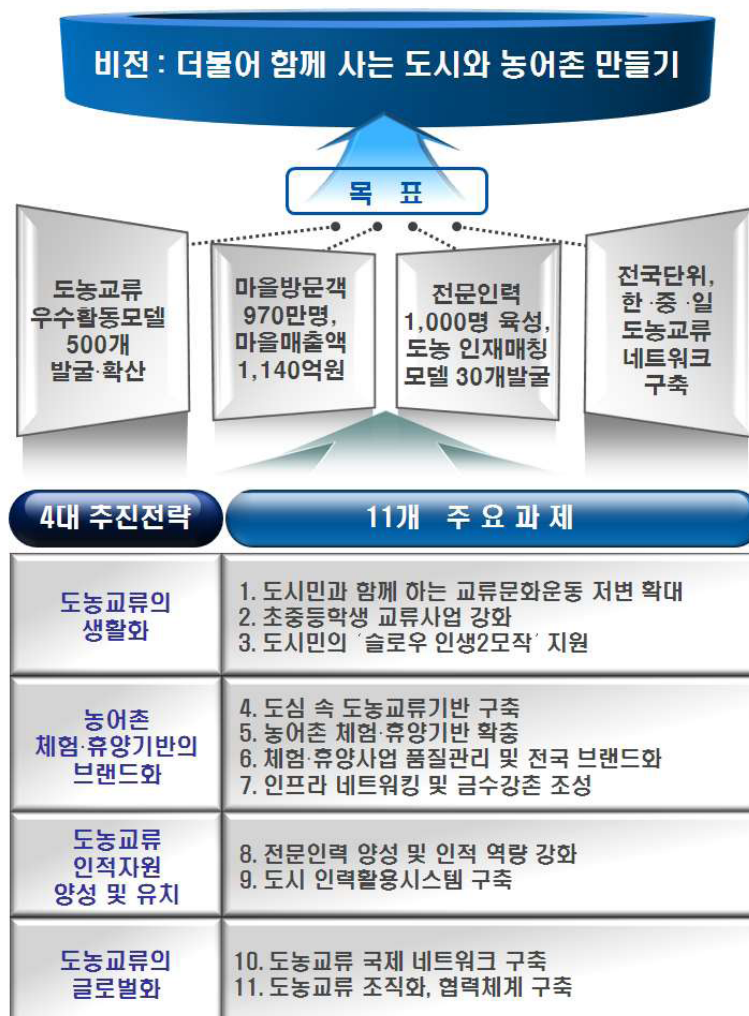 비전 : 더불어 함께 사는 도시와 농어촌 만들기
목 표
도농교류
우수활동모델
500개
발굴·확산
마을방문객
970만명,
마을매출액
1,140억원
전문인력
1,000명 육성,
도농 인재매칭
모델 30개발굴
전국단위,
한·중·일
도농교류
네트워크
구축
4대 추진전략
11개 주 요 과 제
도농교류의
생활화
1. 도시민과 함께 하는 교류문화운동 저변 확대
2. 초중등학생 교류사업 강화
3. 도시민의 '슬로우 인생2모작' 지원
농어촌
체험·휴양기반의
브랜드화
4. 도심 속 도농교류기반 구축
5. 농어촌 체험·휴양기반 확충
6. 체험·휴양사업 품질관리 및 전국 브랜드화
7. 인프라 네트워킹 및 금수강촌 조성
도농교류
인적자원
양성 및 유치
8. 전문인력 양성 및 인적 역량 강화
9. 도시 인력활용시스템 구축
도농교류의
글로벌화
10. 도농교류 국제 네트워크 구축
11. 도농교류 조직화, 협력체계 구축